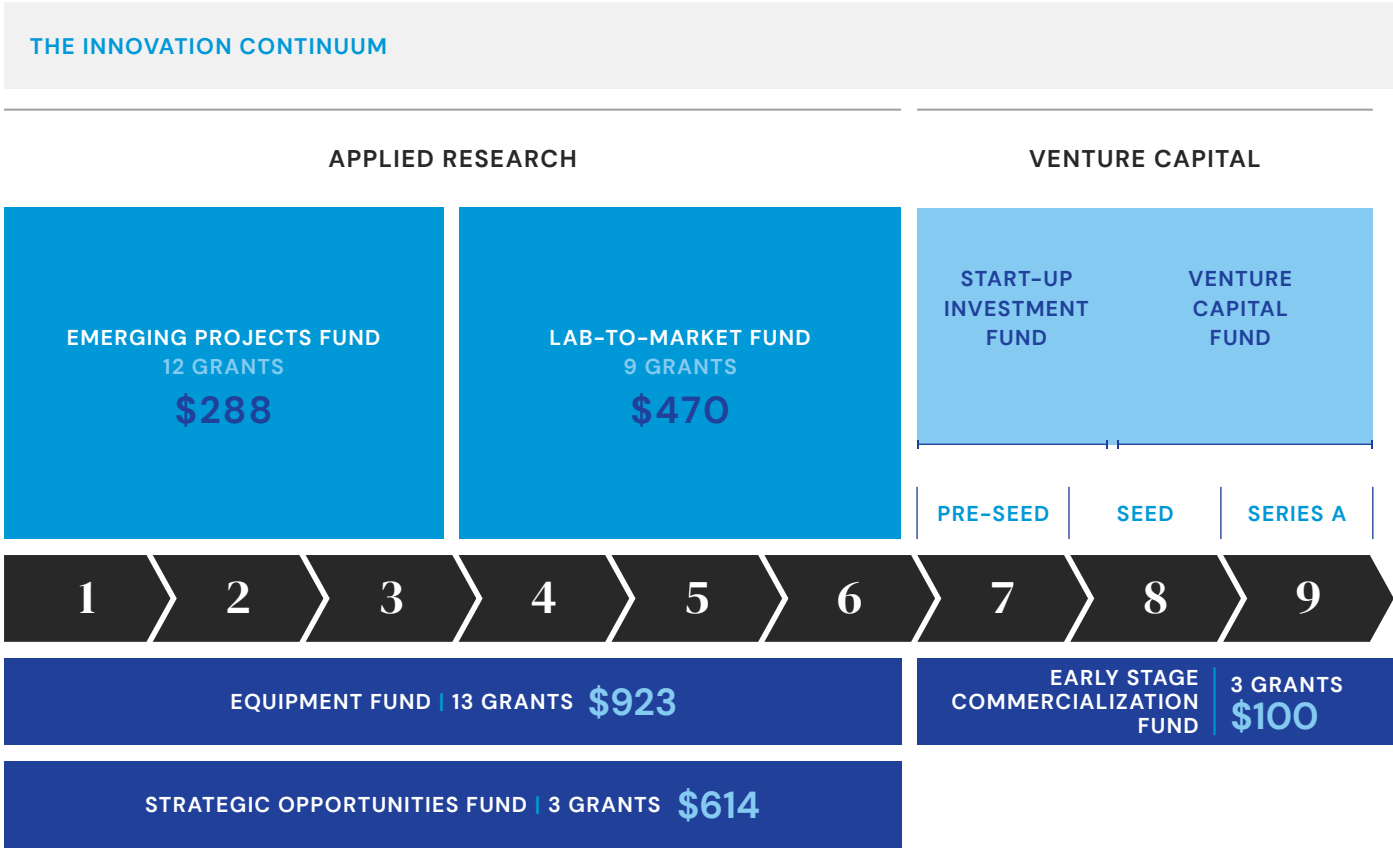 THE INNOVATION CONTINUUM
APPLIED RESEARCH
VENTURE CAPITAL
EMERGING PROJECTS FUND
12 GRANTS
$288
LAB-TO-MARKET FUND
9 GRANTS
$470
START-UP
INVESTMENT
FUND
VENTURE
CAPITAL
FUND
PRE-SEED
SEED
SERIES A
1
2
3
4
5
6
7
8
9
EQUIPMENT FUND | 13 GRANTS $923
EARLY STAGE
COMMERCIALIZATION
FUND
3 GRANTS
$100
STRATEGIC OPPORTUNITIES FUND | 3 GRANTS $614